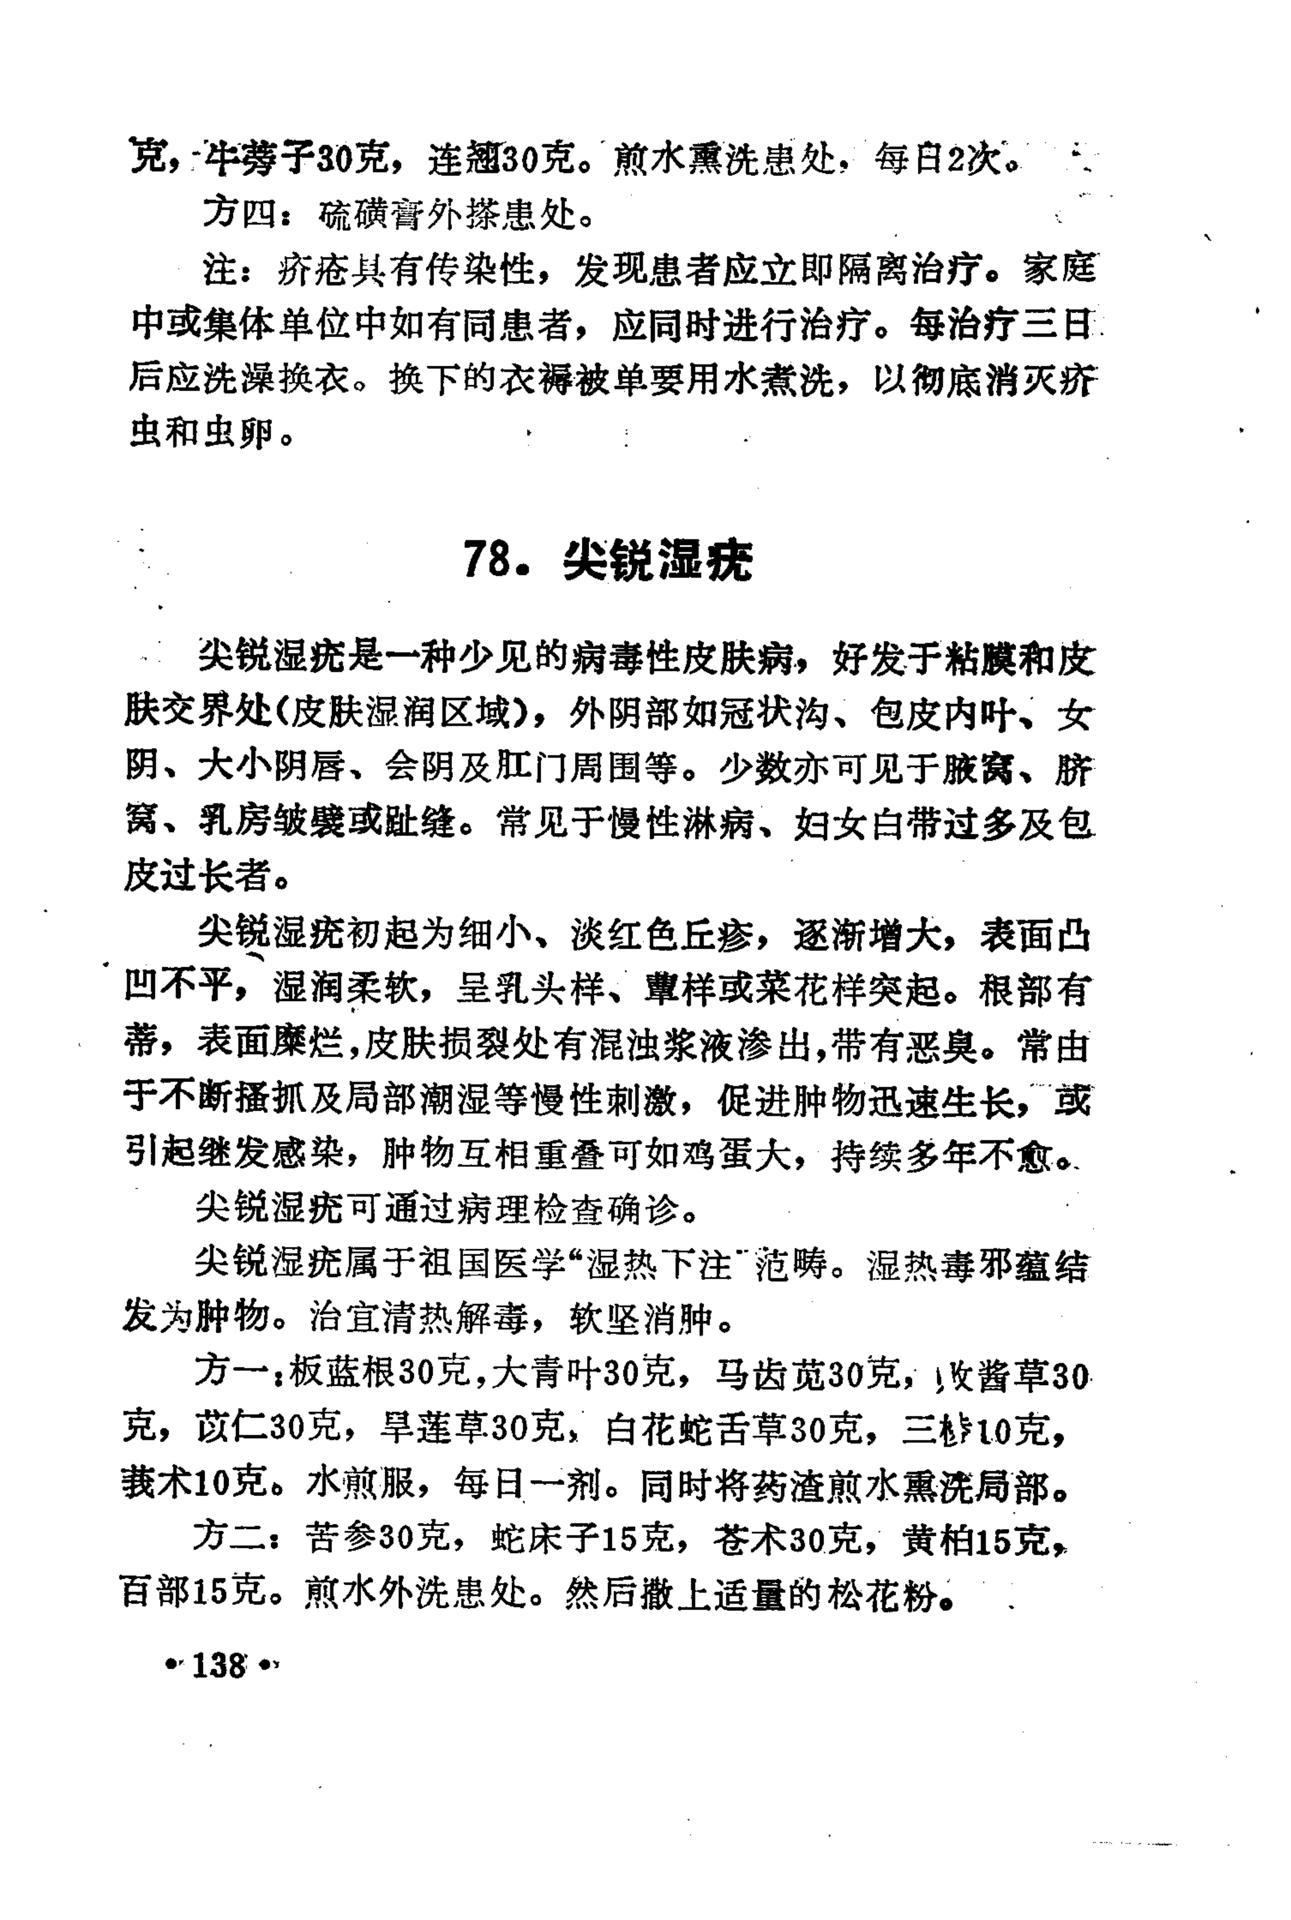 克，牛蒡子30克，连翘30克。煎水熏洗患处，每日2次。
方四：硫磺膏外搽患处。
注：疥疮具有传染性，发现患者应立即隔离治疗。家庭
中或集体单位中如有同患者，应同时进行治疗。每治疗三日
后应洗澡换衣。换下的衣褥被单要用水煮洗，以彻底消灭疥
虫和虫卵。
78．尖锐湿疣
尖锐湿疣是一种少见的病毒性皮肤病，好发于粘膜和皮
肤交界处（皮肤湿润区域），外阴部如冠状沟、包皮内叶、女
阴、大小阴唇、会阴及肛门周围等。少数亦可见于腋窝、脐
窝、乳房皱襞或趾缝。常见于慢性淋病、妇女白带过多及包
皮过长者。
尖锐湿疣初起为细小、淡红色丘疹，逐渐增大，表面凸
凹不平，湿润柔软，呈乳头样、蕈样或菜花样突起。根部有
蒂，表面糜烂，皮肤损裂处有混浊浆液渗出，带有恶臭。常由
于不断搔抓及局部潮湿等慢性刺激，促进肿物迅速生长，或
引起继发感染，肿物互相重叠可如鸡蛋大，持续多年不愈。
尖锐湿疣可通过病理检查确诊。
尖锐湿疣属于祖国医学“湿热下注”范畴。湿热毒邪蕴结
发为肿物。治宜清热解毒，软坚消肿。
方一：板蓝根30克，大青叶30克，马齿苋30克，败酱草30
克，苡仁30克，旱莲草30克，白花蛇舌草30克，三棱10克，
莪术10克。水煎服，每日一剂。同时将药渣煎水熏洗局部。
方二：苦参30克，蛇床子15克，苍术30克，黄柏15克，
百部15克。煎水外洗患处。然后撒上适量的松花粉。
• 138 •